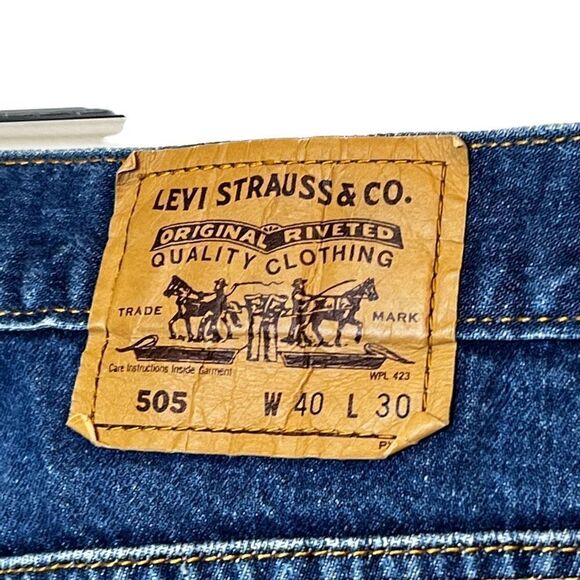 LEVI STRAUSS & CO.
ORIGINAL RIVETED
QUALITY CLOTHING
TRADE MARK
Care Instructions Inside Garment
WPL 423
505 W 40 L 30